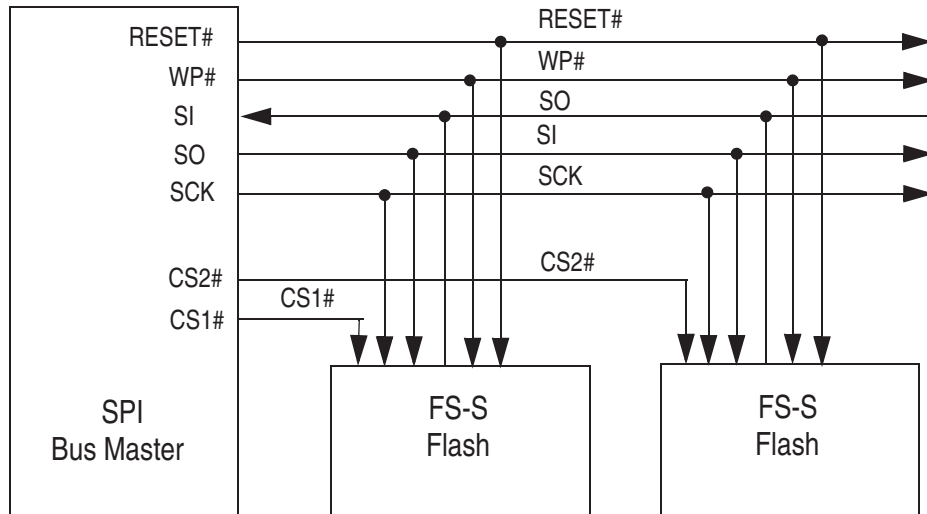 RESET#
RESET#
WP#
WP#
SI
SO
SO
SI
SCK
SCK
CS2#
CS2#
CS1#
CS1#
SPI
Bus Master
FS-S
Flash
FS-S
Flash